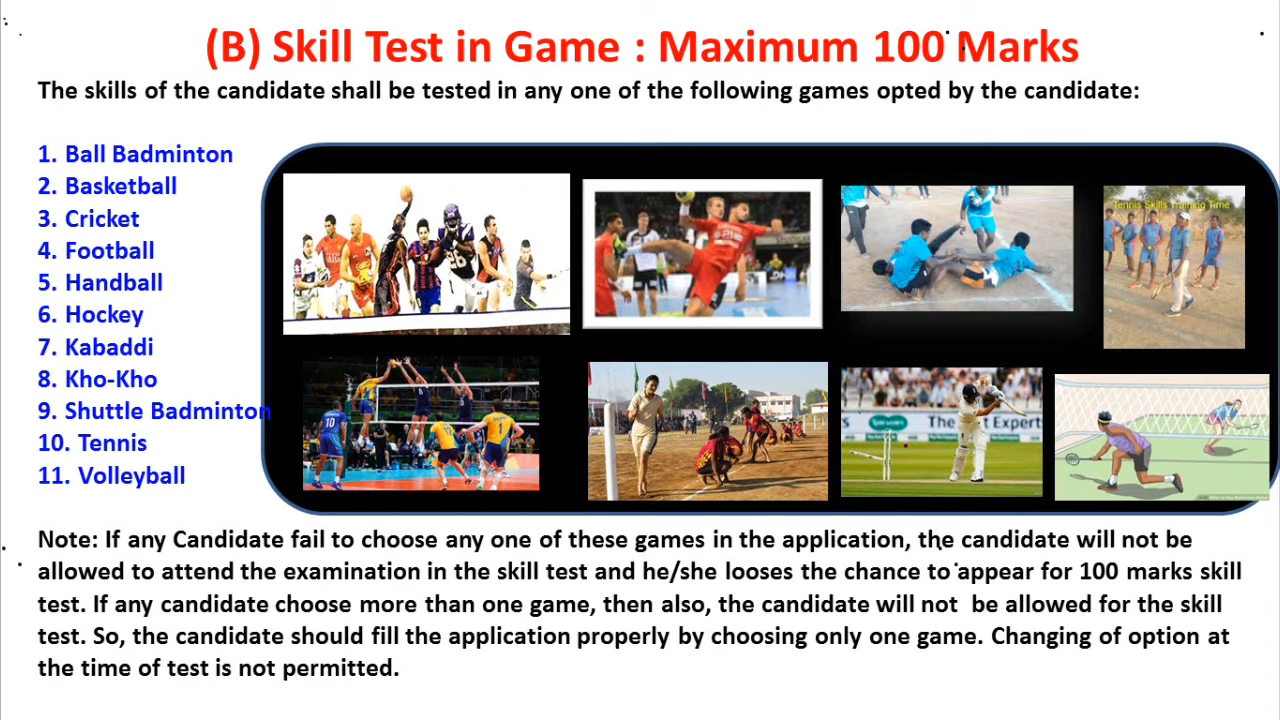 (B) Skill Test in Game : Maximum 100 Marks
The skills of the candidate shall be tested in any one of the following games opted by the candidate:
1. Ball Badminton
2. Basketball
3. Cricket
4. Football
5. Handball
6. Hockey
7. Kabaddi
8. Kho-Kho
9. Shuttle Badminton
10. Tennis
11. Volleyball
Tennis Skills Training Time
Note: If any Candidate fail to choose any one of these games in the application, the candidate will not be
allowed to attend the examination in the skill test and he/she looses the chance to appear for 100 marks skill
test. If any candidate choose more than one game, then also, the candidate will not be allowed for the skill
test. So, the candidate should fill the application properly by choosing only one game. Changing of option at
the time of test is not permitted.